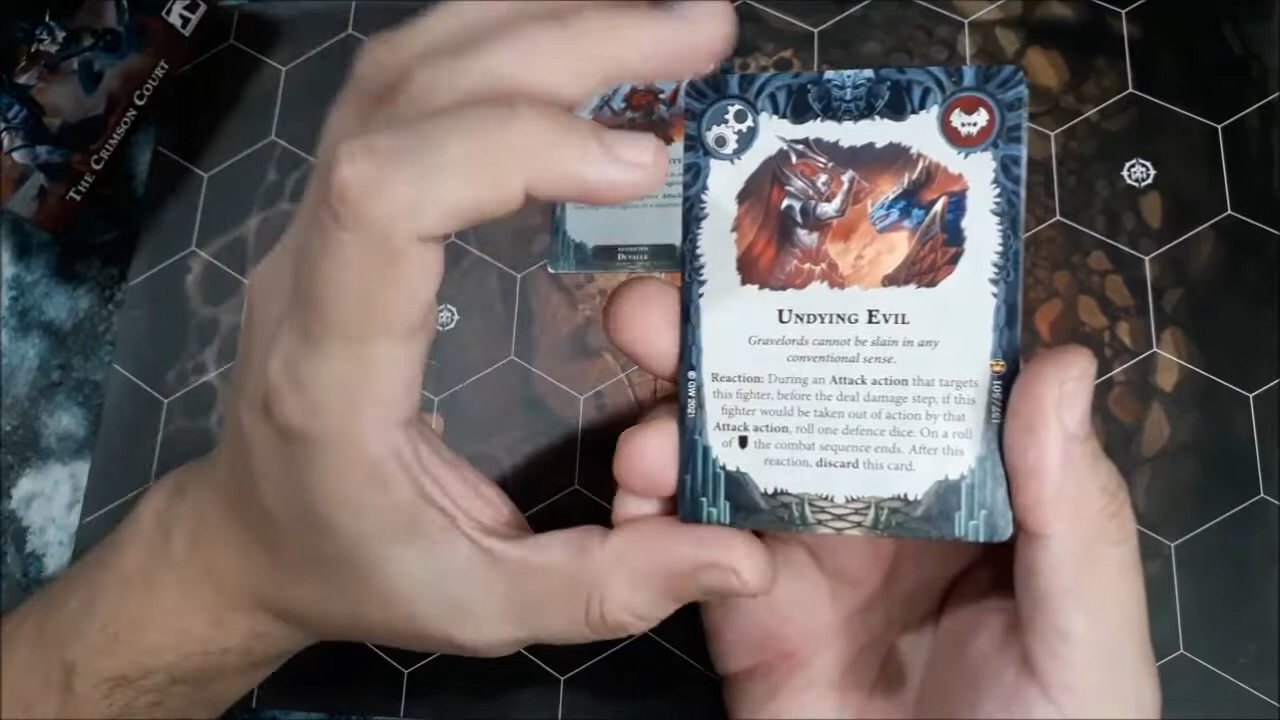 THE CRIMSON COURT
UNDYING EVIL
Gravelords cannot be slain in any
conventional sense.
Reaction: During an Attack action that targets
this fighter, before the deal damage step, if this
fighter would be taken out of action by that
Attack action, roll one defence dice. On a roll
of the combat sequence ends. After this
reaction, discard this card.
© GW 2021
157/501
DUVALLE